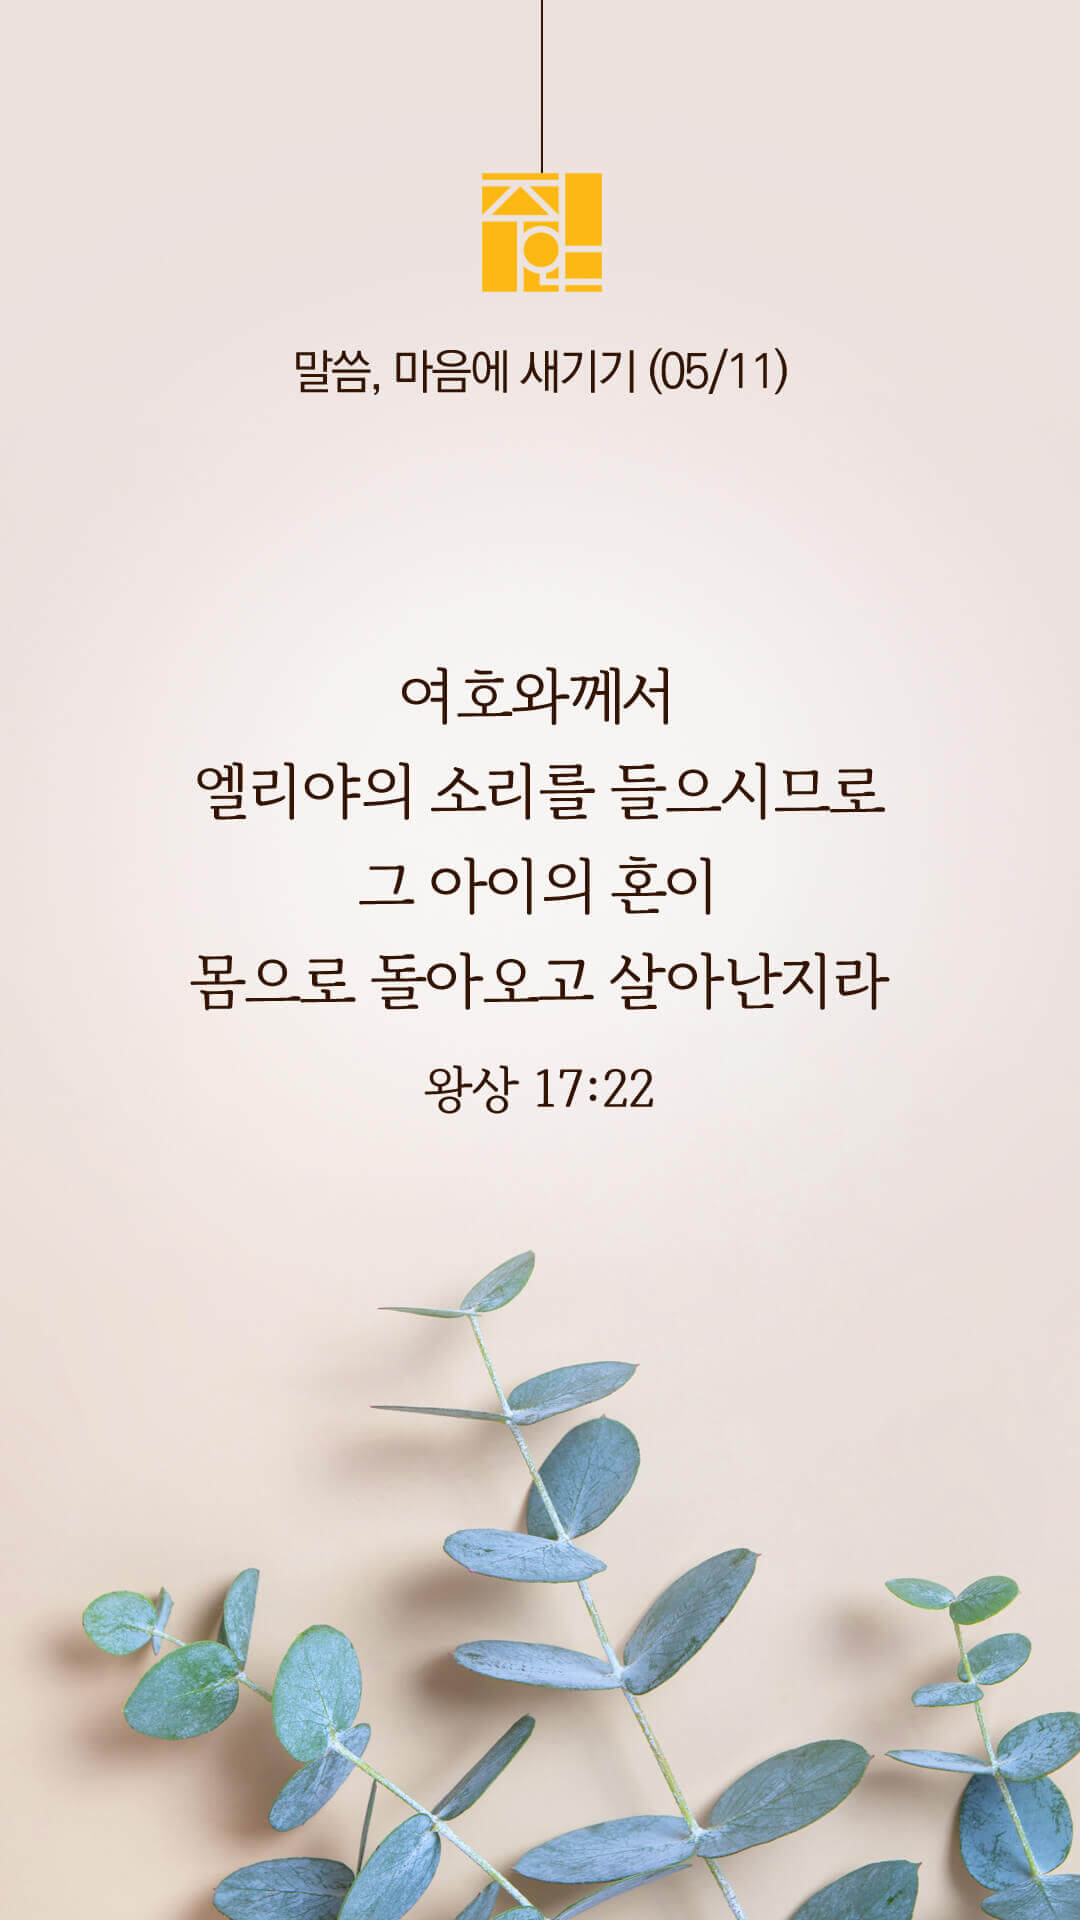 말씀, 마음에 새기기 (05/11)
여호와께서
엘리야의 소리를 들으시므로
그 아이의 혼이
몸으로 돌아오고 살아난지라
왕상 17:22